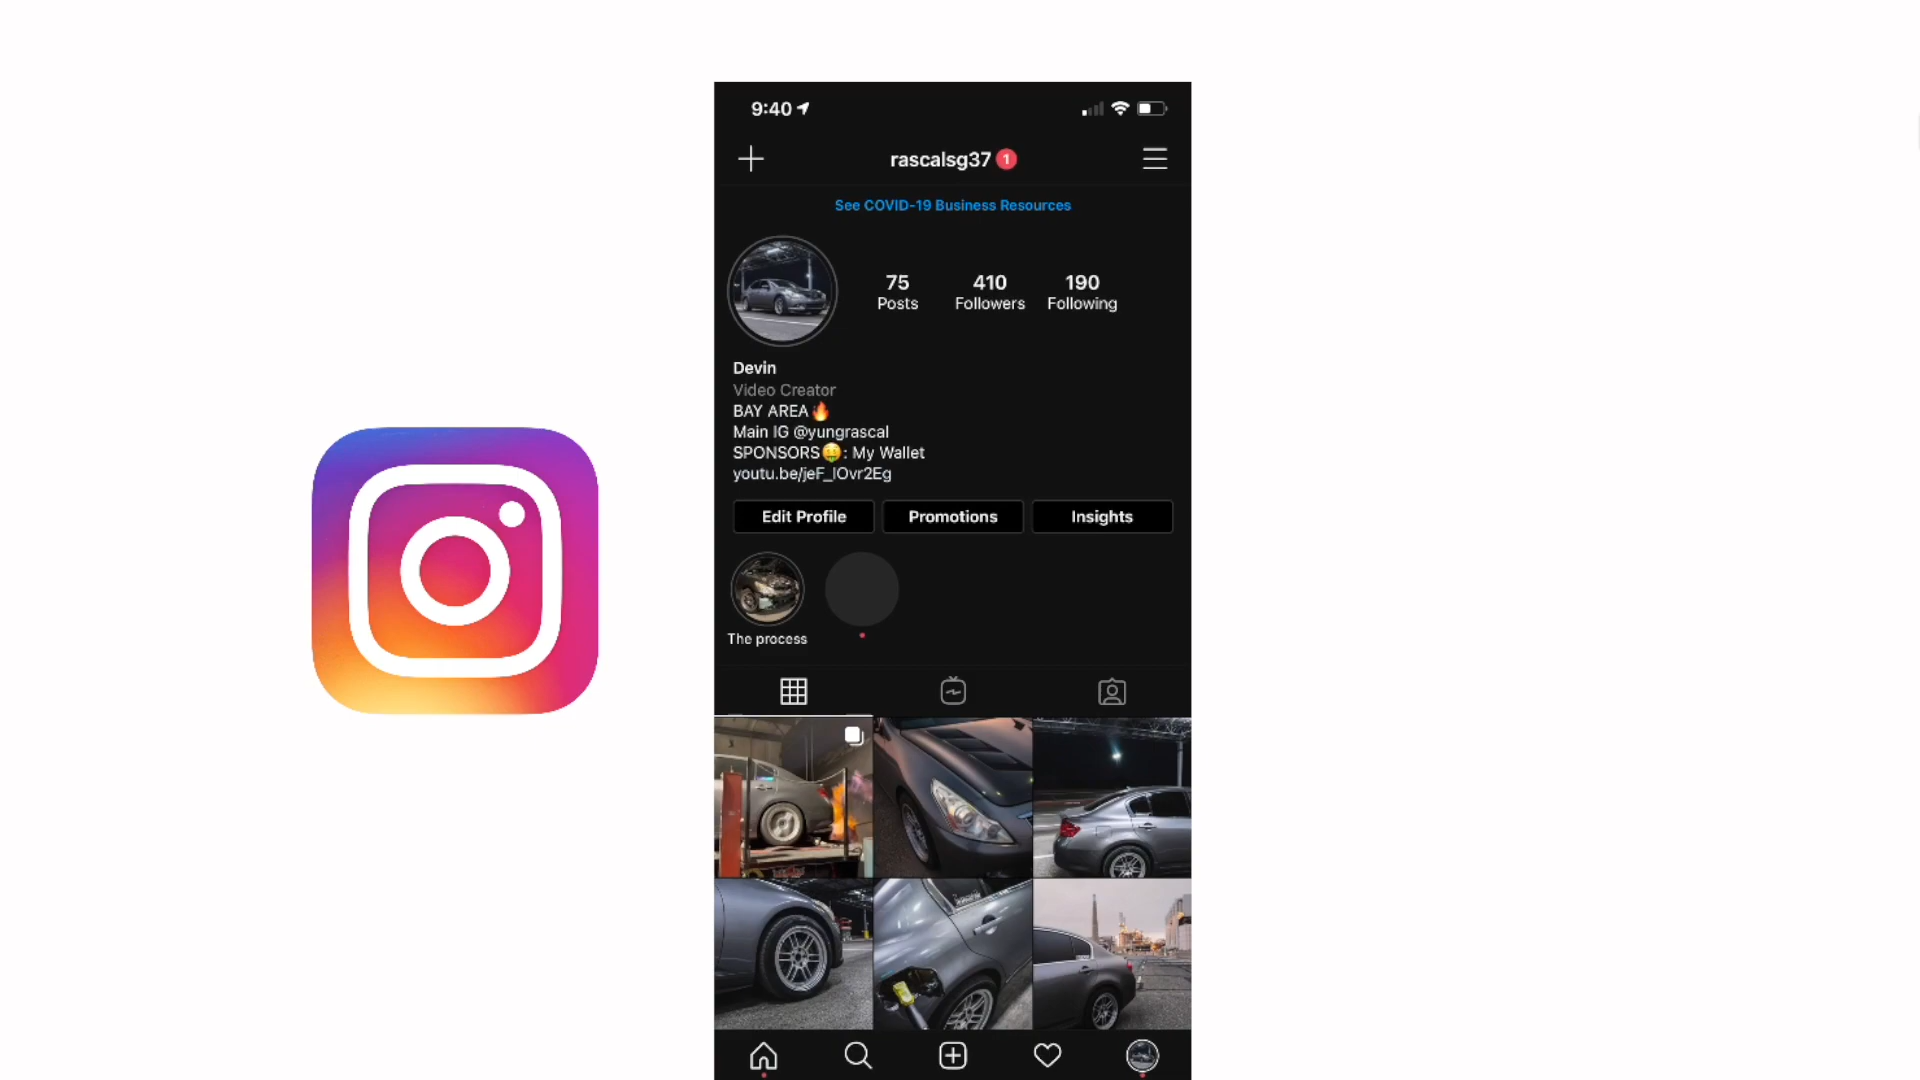 9:40
rascalsg37 1
See COVID-19 Business Resources
75 410 190
Posts Followers Following
Devin
Video Creator
BAY AREA🔥
Main IG @yungrascal
SPONSORS🤑: My Wallet
youtu.be/jeF_lOvr2Eg
Edit Profile Promotions Insights
The process